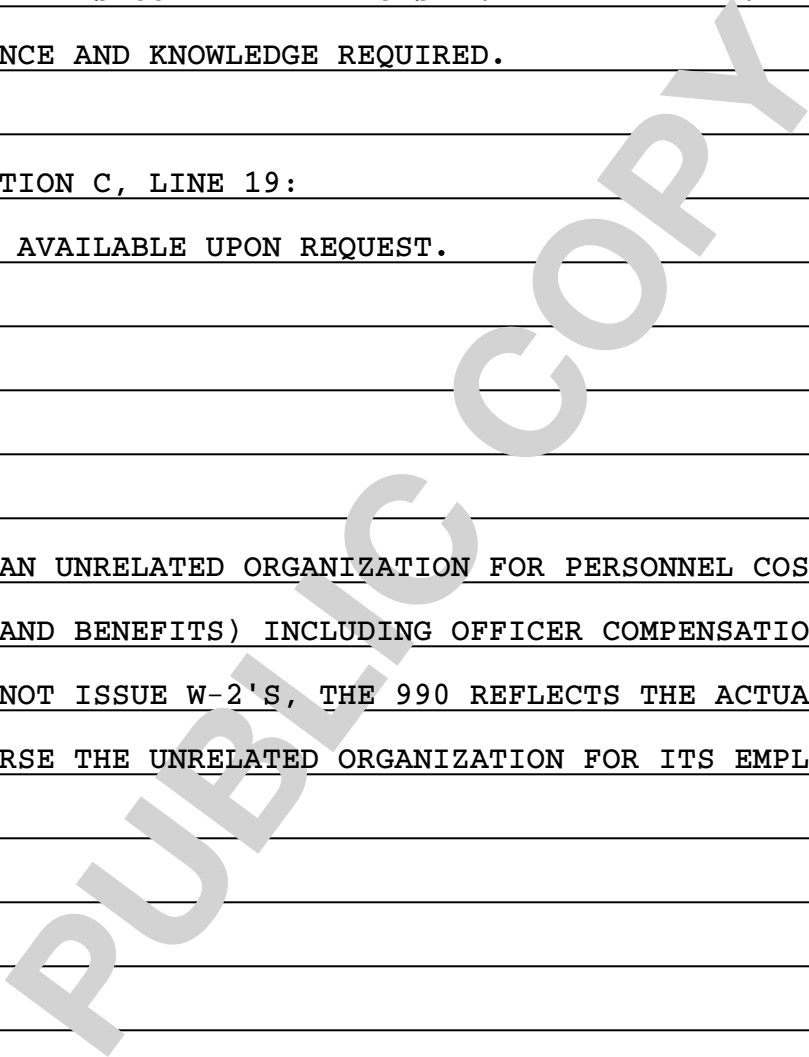 NCE AND KNOWLEDGE REQUIRED.
TION C, LINE 19:
AVAILABLE UPON REQUEST.
AN UNRELATED ORGANIZATION FOR PERSONNEL COS
AND BENEFITS) INCLUDING OFFICER COMPENSATIO
NOT ISSUE W-2'S, THE 990 REFLECTS THE ACTUA
RSE THE UNRELATED ORGANIZATION FOR ITS EMPL
PUBLIC COPY